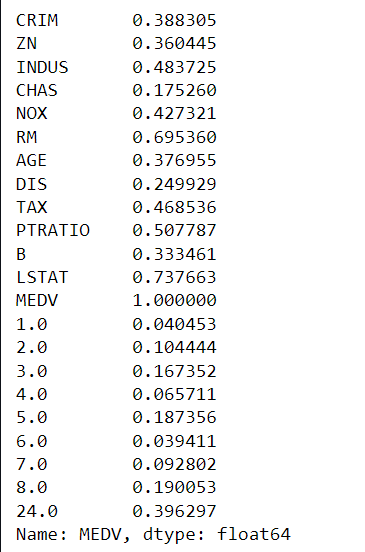 CRIM 0.388305
ZN 0.360445
INDUS 0.483725
CHAS 0.175260
NOX 0.427321
RM 0.695360
AGE 0.376955
DIS 0.249929
TAX 0.468536
PTRATIO 0.507787
B 0.333461
LSTAT 0.737663
MEDV 1.000000
1.0 0.040453
2.0 0.104444
3.0 0.167352
4.0 0.065711
5.0 0.187356
6.0 0.039411
7.0 0.092802
8.0 0.190053
24.0 0.396297
Name: MEDV, dtype: float64